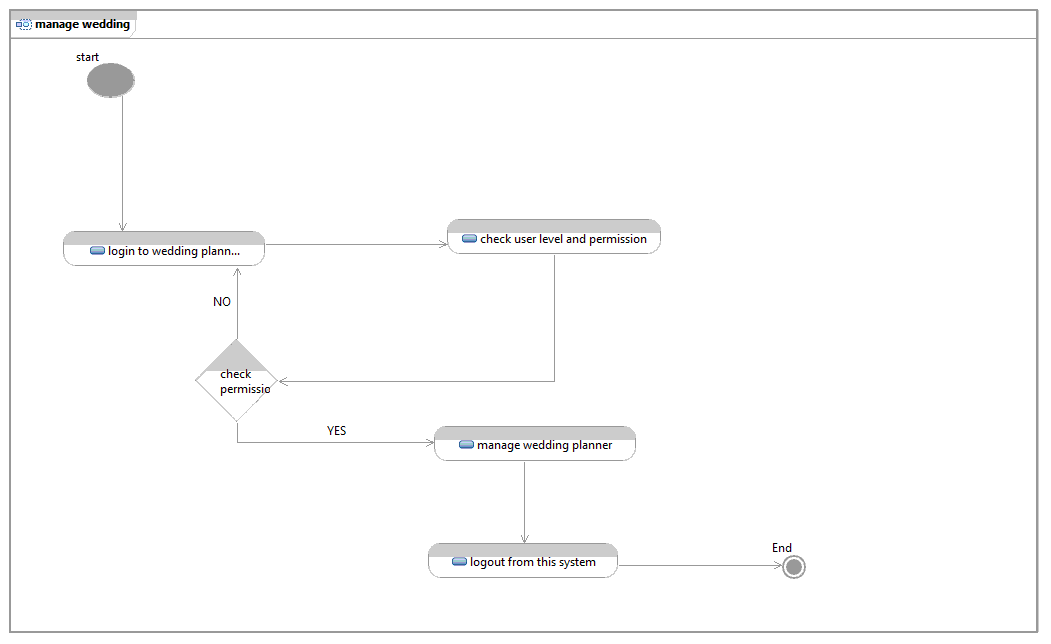 manage wedding
start
login to wedding plann...
check user level and permission
NO
check
permissio
YES
manage wedding planner
logout from this system
End